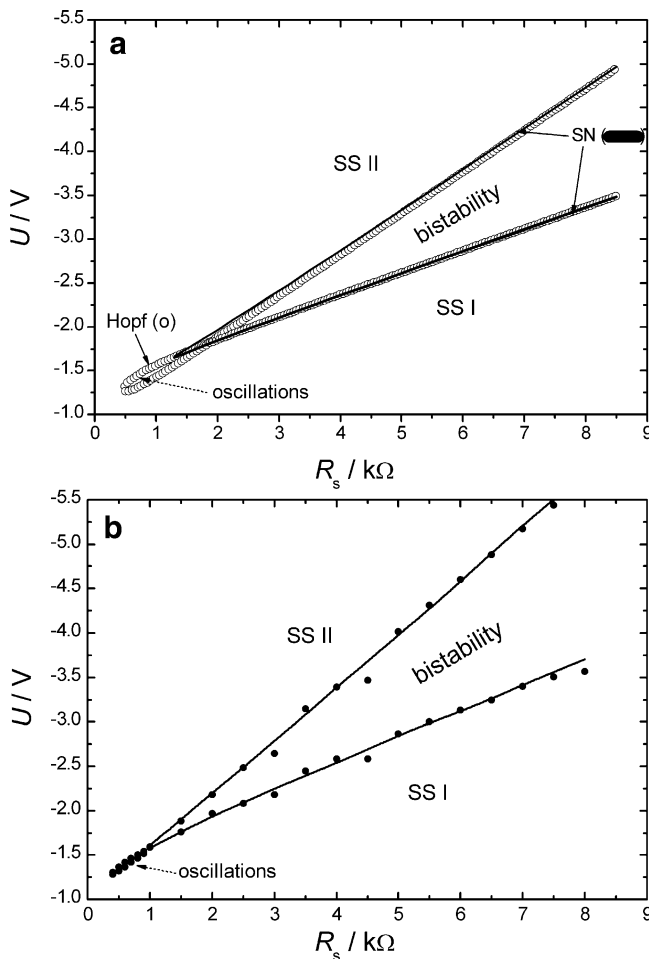 a
-5.5
-5.0
-4.5
-4.0
-3.5
-3.0
-2.5
-2.0
-1.5
-1.0
U / V
SS II
SN (
)
bistability
SS I
Hopf (o)
oscillations
0 1 2 3 4 5 6 7 8 9
Rs / kΩ
b
-5.5
-5.0
-4.5
-4.0
-3.5
-3.0
-2.5
-2.0
-1.5
-1.0
U / V
SS II
bistability
SS I
oscillations
0 1 2 3 4 5 6 7 8 9
Rs / kΩ